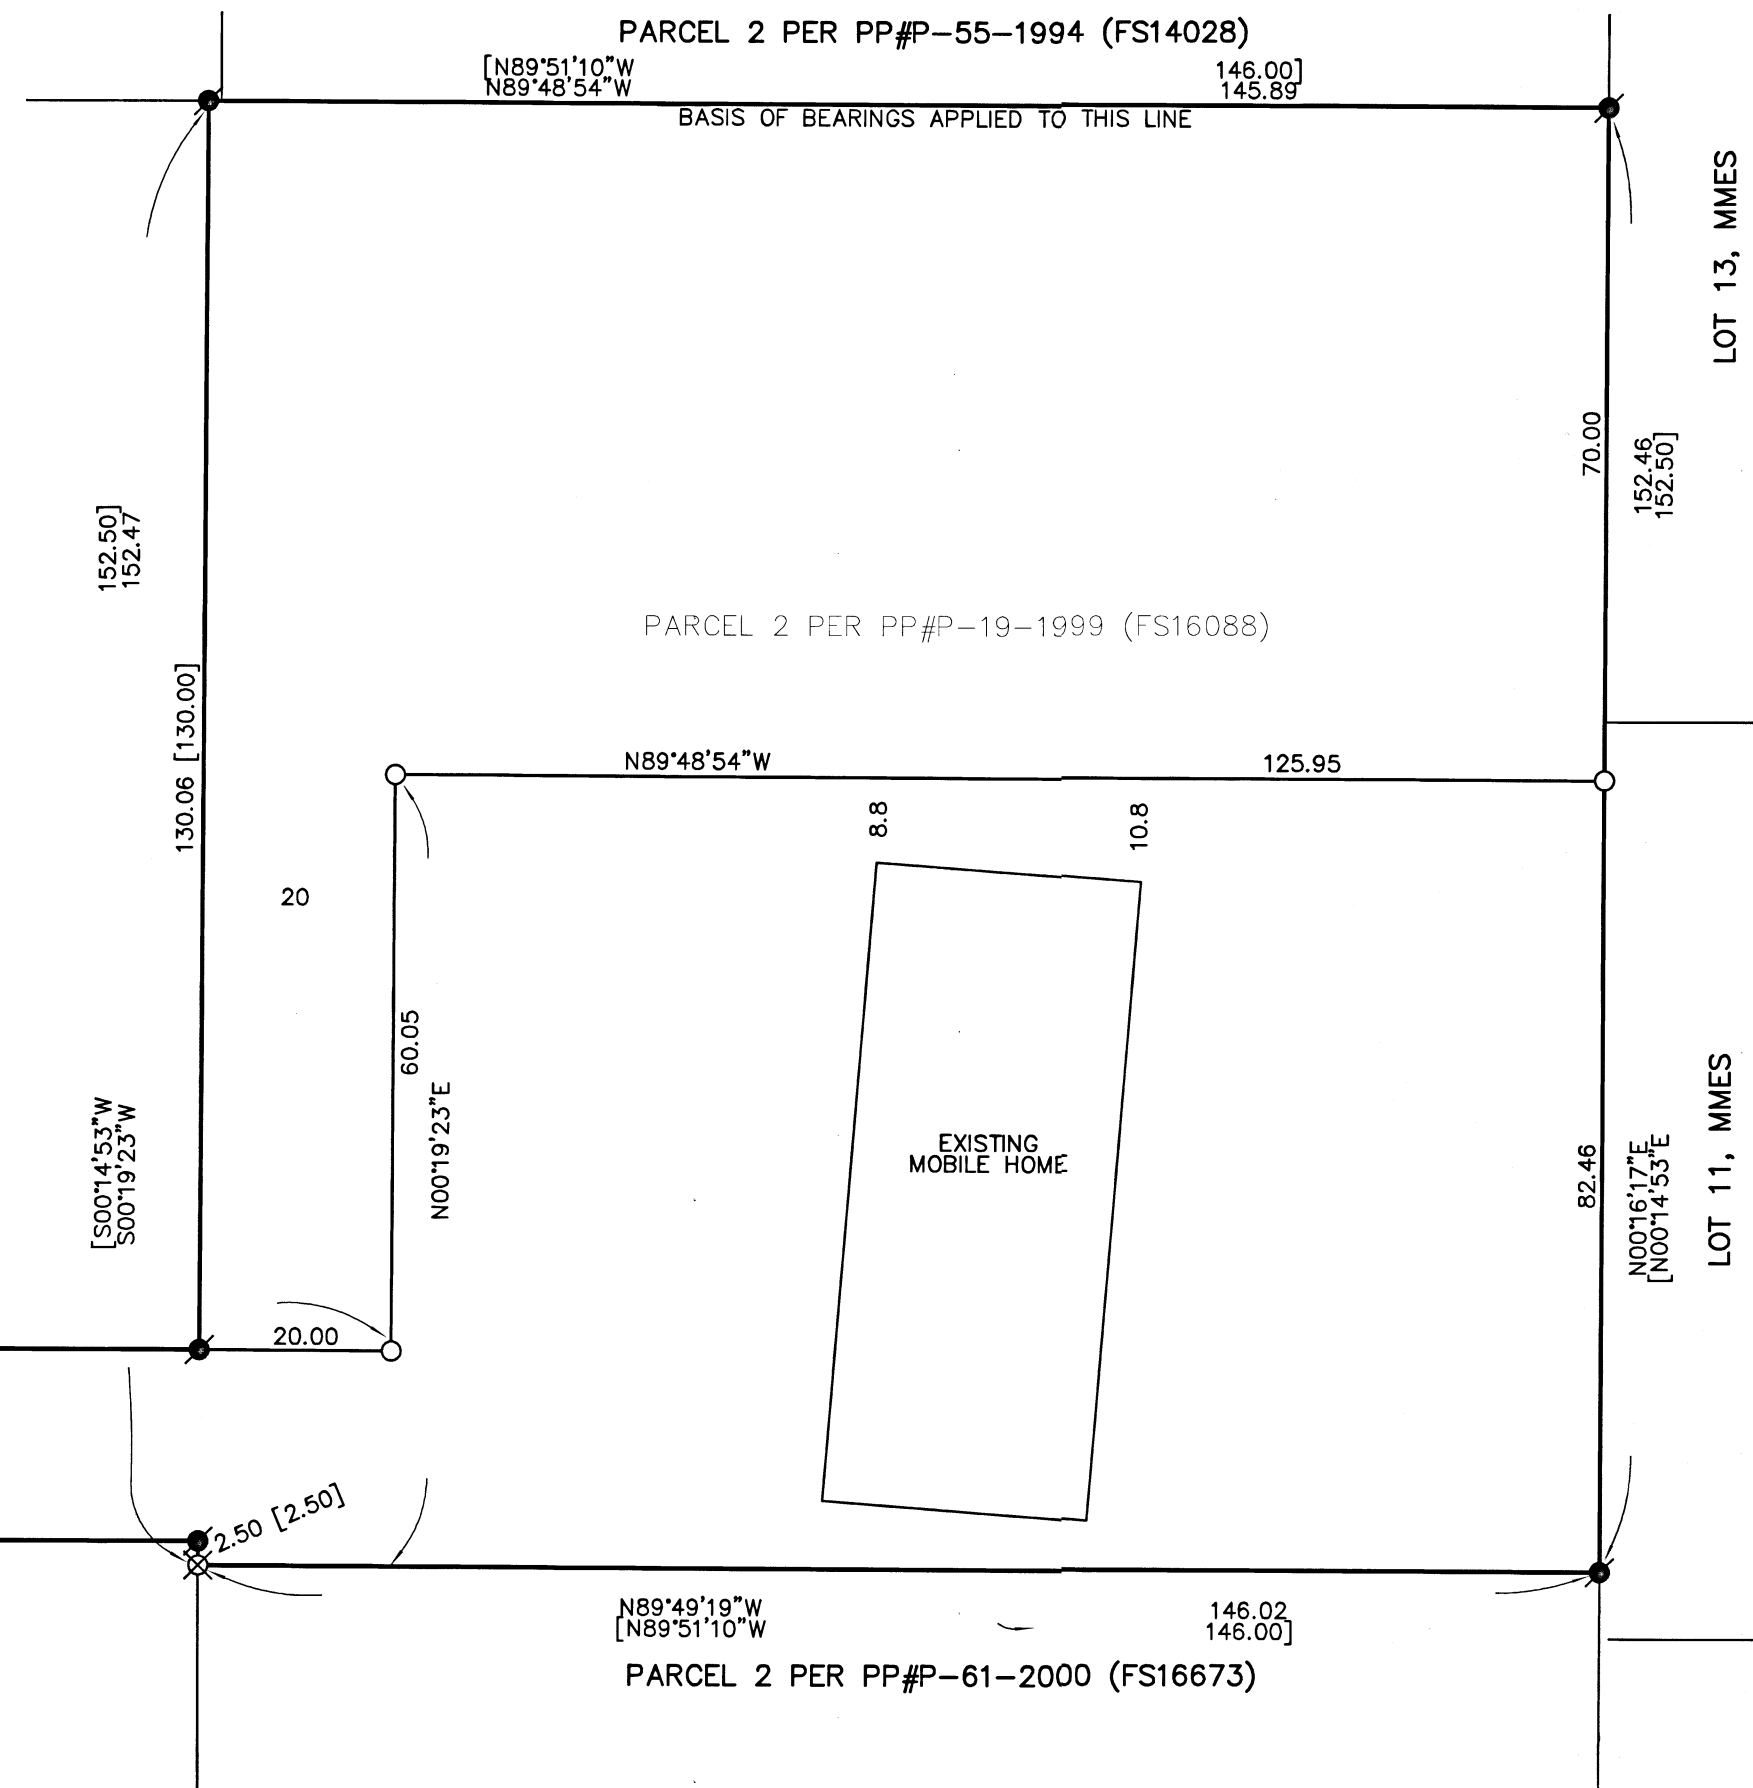 PARCEL 2 PER PP#P-55-1994 (FS14028)
[N89°51'10"W 146.00]
N89°48'54"W 145.89
BASIS OF BEARINGS APPLIED TO THIS LINE
LOT 13, MMES
70.00
152.46
152.50]
152.50]
152.47
PARCEL 2 PER PP#P-19-1999 (FS16088)
130.06 [130.00]
N89°48'54"W 125.95
8.8
10.8
20
60.05
N00°19'23"E
EXISTING
MOBILE HOME
[S00°14'53"W
S00°19'23"W
82.46
N00°16'17"E
[N00°14'53"E
LOT 11, MMES
20.00
2.50 [2.50]
N89°49'19"W 146.02
[N89°51'10"W 146.00]
PARCEL 2 PER PP#P-61-2000 (FS16673)